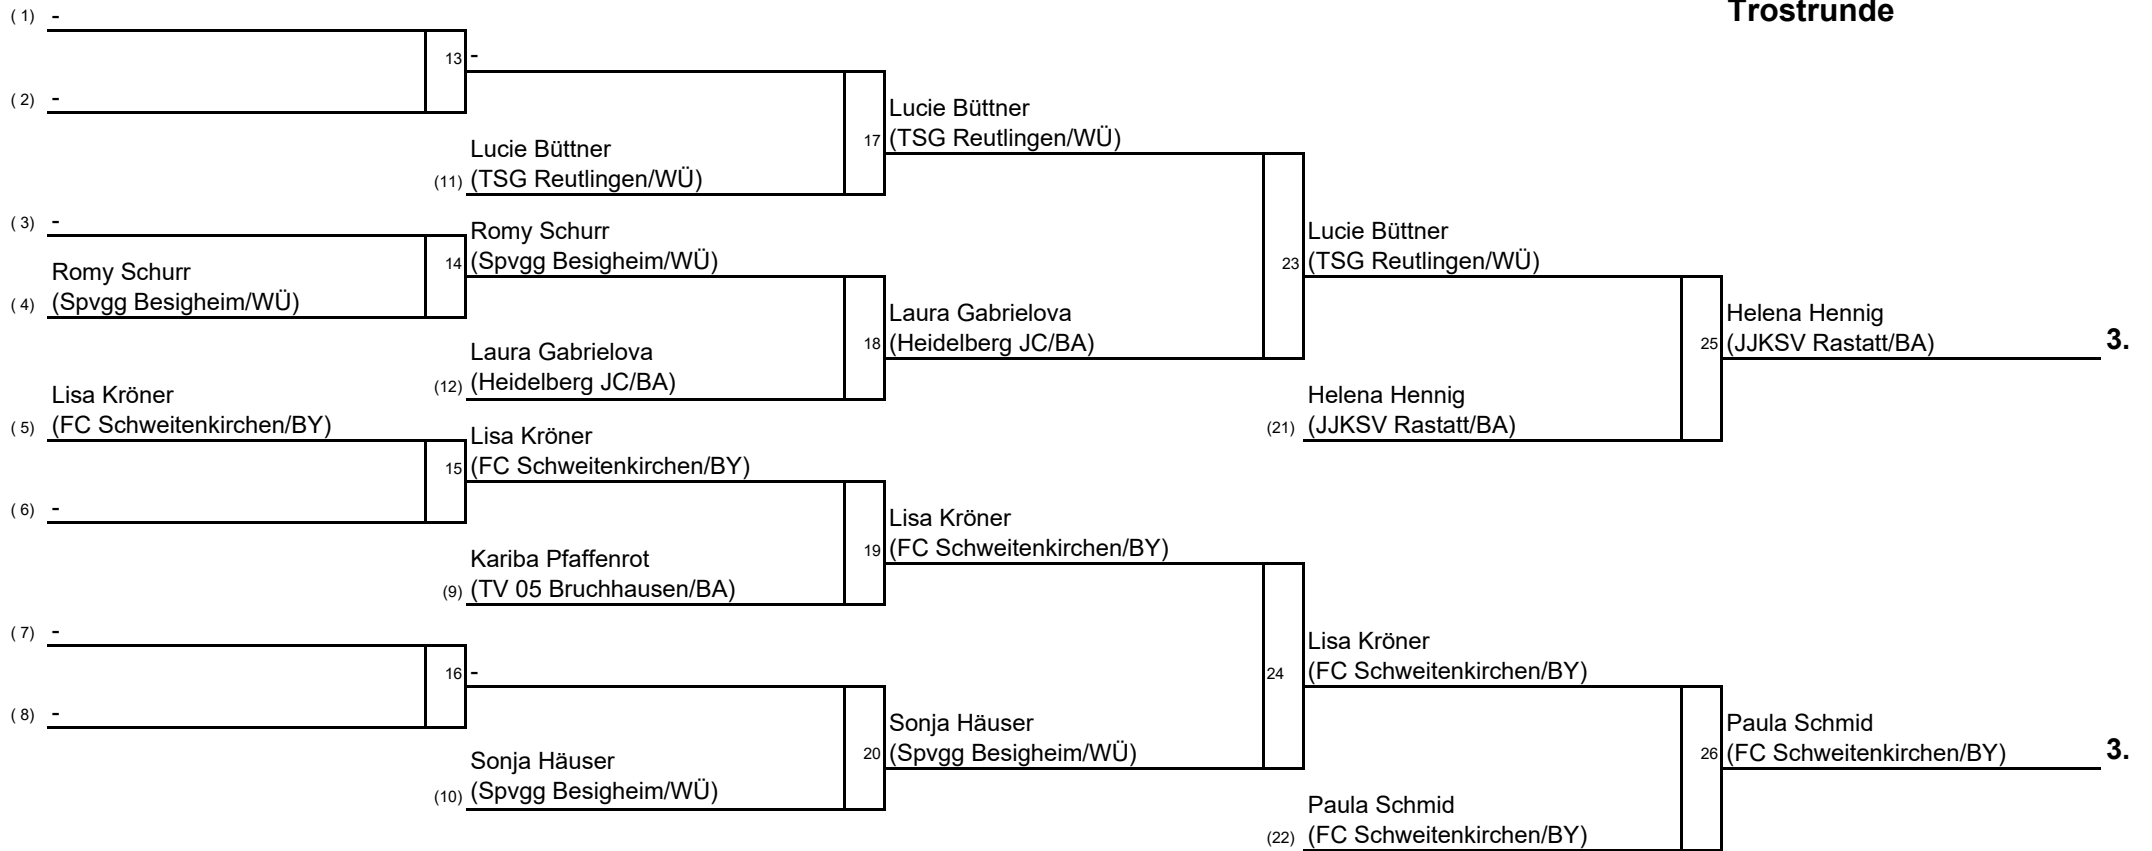 Trostrunde
( 1) -
13 -
( 2) -
Lucie Büttner
17 (TSG Reutlingen/WÜ)
Lucie Büttner
(11) (TSG Reutlingen/WÜ)
( 3) -
Romy Schurr
14 (Spvgg Besigheim/WÜ)
Lucie Büttner
23 (TSG Reutlingen/WÜ)
Romy Schurr
( 4) (Spvgg Besigheim/WÜ)
Laura Gabrielova
18 (Heidelberg JC/BA)
Helena Hennig
25 (JJKSV Rastatt/BA) 3.
Laura Gabrielova
(12) (Heidelberg JC/BA)
Lisa Kröner
( 5) (FC Schweitenkirchen/BY)
Helena Hennig
(21) (JJKSV Rastatt/BA)
Lisa Kröner
15 (FC Schweitenkirchen/BY)
( 6) -
Lisa Kröner
19 (FC Schweitenkirchen/BY)
Kariba Pfaffenrot
(9) (TV 05 Bruchhausen/BA)
( 7) -
16 -
Lisa Kröner
24 (FC Schweitenkirchen/BY)
( 8) -
Sonja Häuser
20 (Spvgg Besigheim/WÜ)
Paula Schmid
26 (FC Schweitenkirchen/BY) 3.
Sonja Häuser
(10) (Spvgg Besigheim/WÜ)
Paula Schmid
(22) (FC Schweitenkirchen/BY)